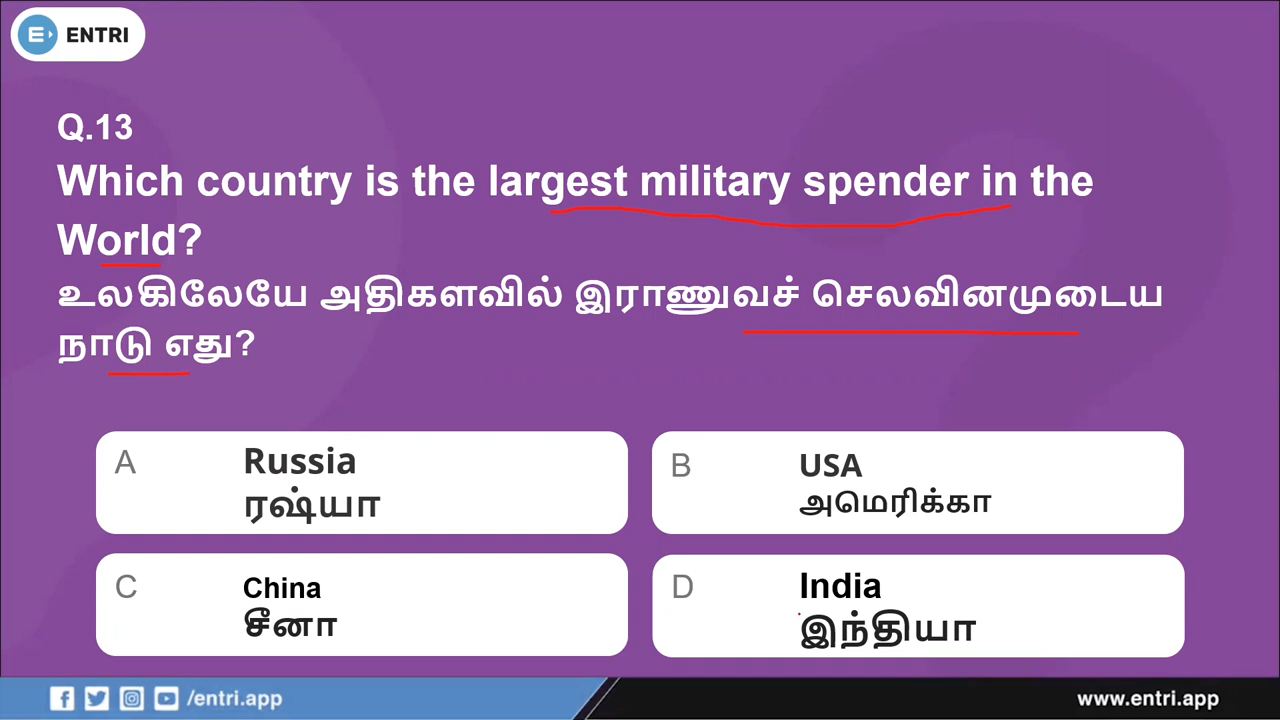 ENTRI
Q.13
Which country is the largest military spender in the
World?
உலகிலேயே அதிகளவில் இராணுவச் செலவினமுடைய
நாடு எது?
A Russia
ரஷ்யா
B USA
அமெரிக்கா
C China
சீனா
D India
இந்தியா
/entri.app
www.entri.app